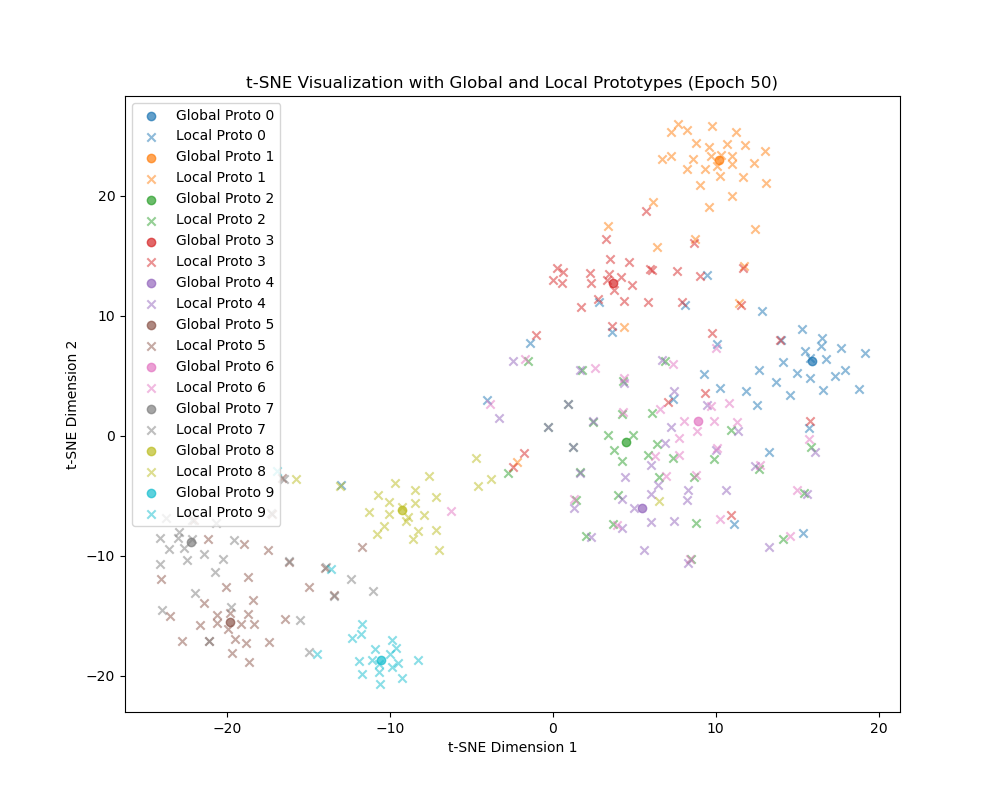 t-SNE Visualization with Global and Local Prototypes (Epoch 50)
Global Proto 0
Local Proto 0
Global Proto 1
Local Proto 1
Global Proto 2
Local Proto 2
Global Proto 3
Local Proto 3
Global Proto 4
Local Proto 4
Global Proto 5
Local Proto 5
Global Proto 6
Local Proto 6
Global Proto 7
Local Proto 7
Global Proto 8
Local Proto 8
Global Proto 9
Local Proto 9
20
10
0
−10
−20
t-SNE Dimension 2
−20
−10
0
10
20
t-SNE Dimension 1